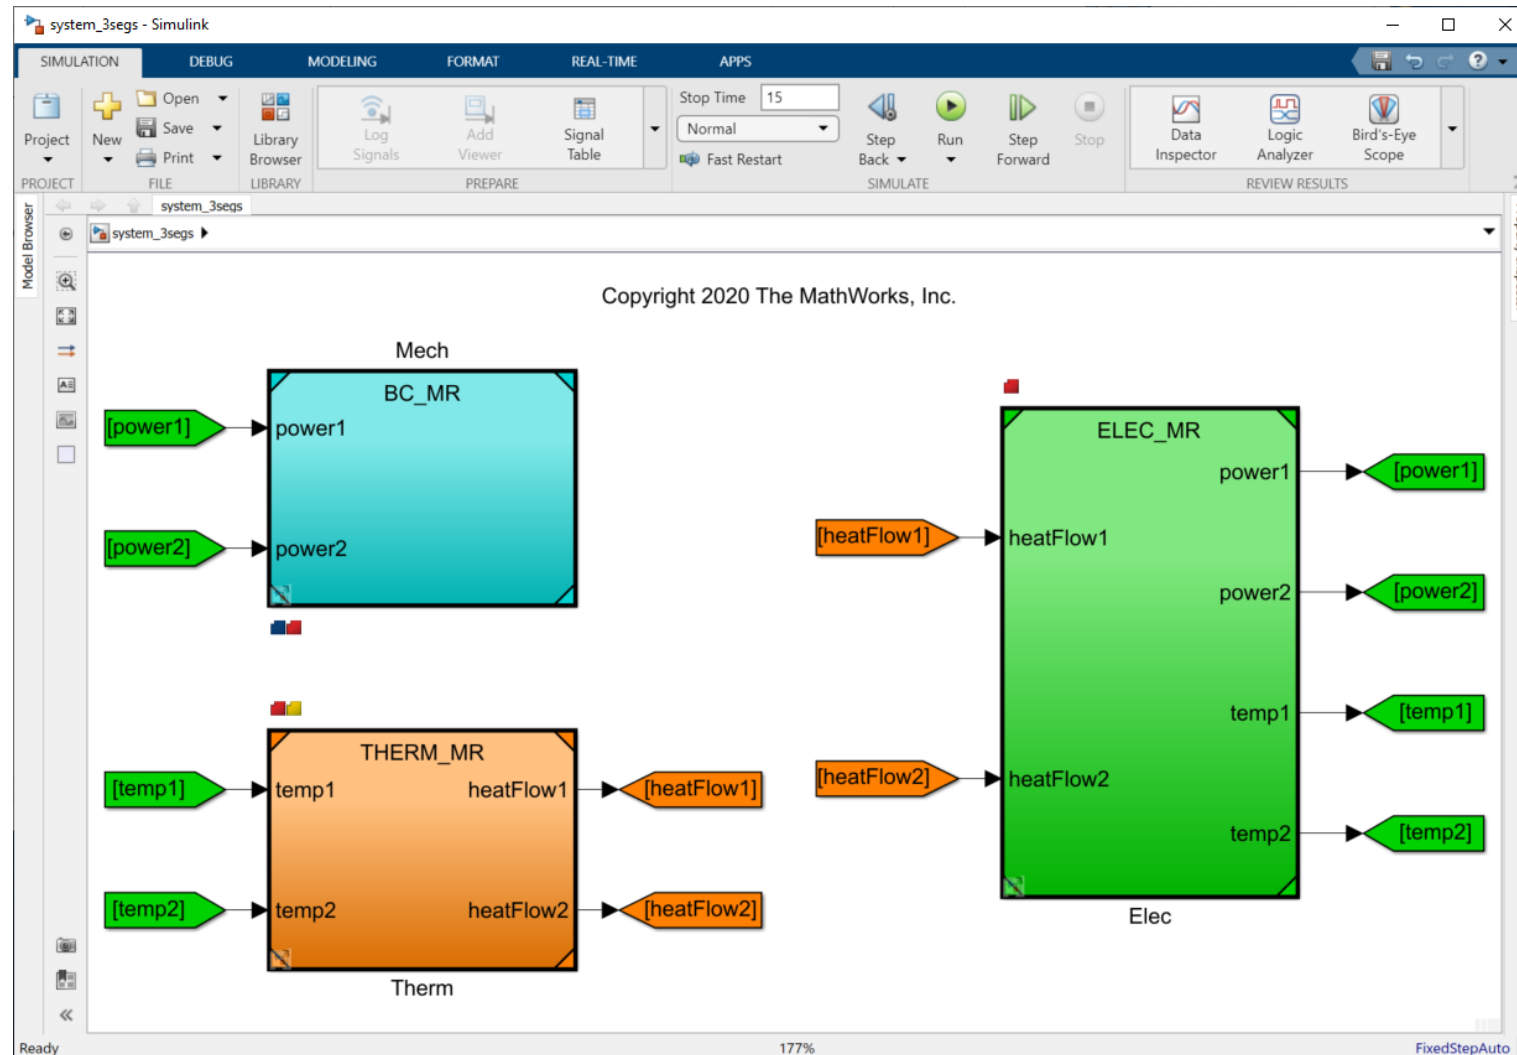 system_3segs - Simulink
SIMULATION
DEBUG
MODELING
FORMAT
REAL-TIME
APPS
Project
New
Open
Save
Print
Library
Browser
Log
Signals
Add
Viewer
Signal
Table
Stop Time 15
Normal
Fast Restart
Step
Back
Run
Step
Forward
Stop
Data
Inspector
Logic
Analyzer
Bird's-Eye
Scope
PROJECT
FILE
LIBRARY
PREPARE
SIMULATE
REVIEW RESULTS
Model Browser
system_3segs
system_3segs
Copyright 2020 The MathWorks, Inc.
Mech
BC_MR
[power1]
power1
[power2]
power2
THERM_MR
[temp1]
temp1
heatFlow1
[heatFlow1]
[temp2]
temp2
heatFlow2
[heatFlow2]
Therm
ELEC_MR
power1
[power1]
[heatFlow1]
heatFlow1
power2
[power2]
temp1
[temp1]
[heatFlow2]
heatFlow2
temp2
[temp2]
Elec
Ready
177%
FixedStepAuto